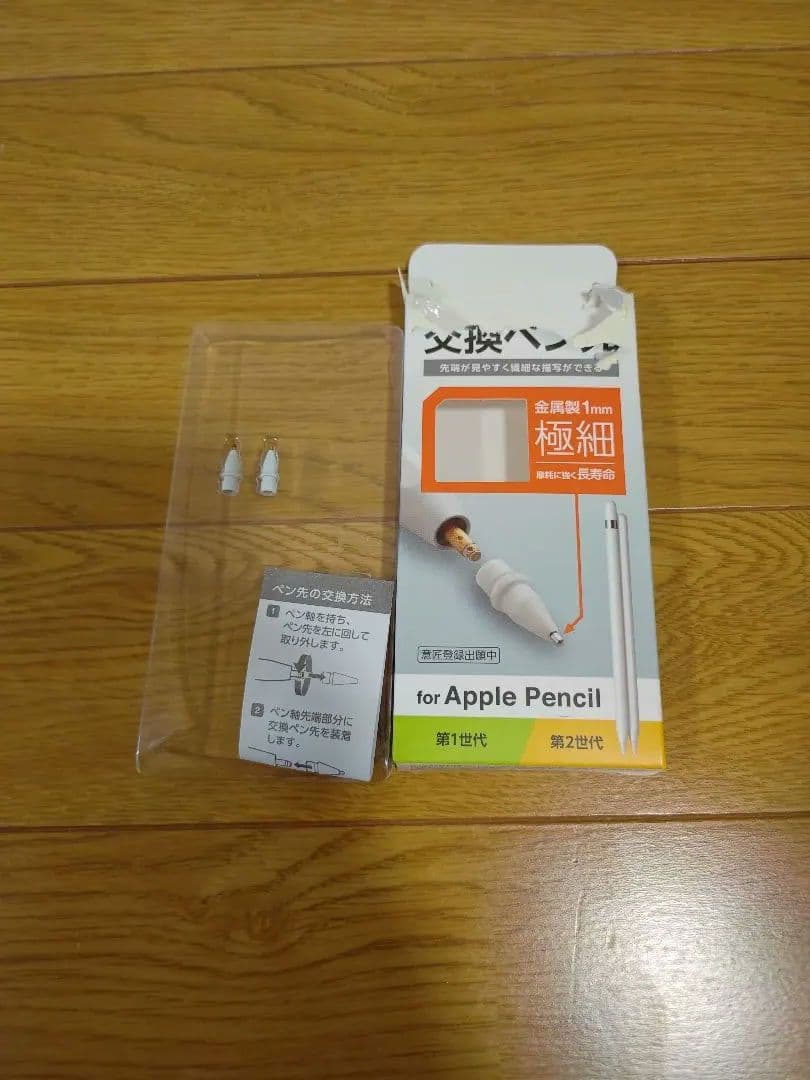 交換ペン先
先端が見やすく繊細な描写ができる
金属製1mm
極細
摩耗に強く長寿命
意匠登録出願中
for Apple Pencil
第1世代
第2世代
ペン先の交換方法
1 ペン軸を持ち、
ペン先を左に回して
取り外します。
2 ペン軸先端部分に
交換ペン先を装着
します。